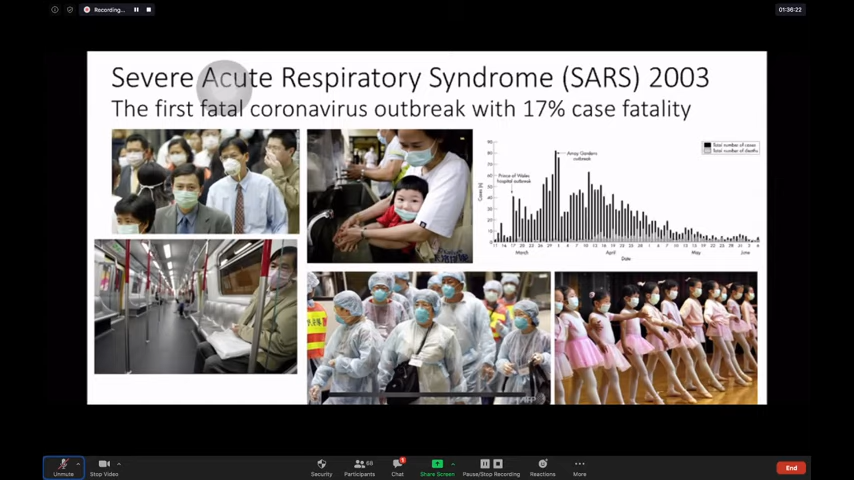 Recording...
01:36:22
Severe Acute Respiratory Syndrome (SARS) 2003
The first fatal coronavirus outbreak with 17% case fatality
Total number of cases
Total number of deaths
Amoy Gardens
outbreak
Prince of Wales
hospital outbreak
Cases (n)
March
April
May
June
Date
AFP
Unmute
Stop Video
Security
Participants
68
Chat
Share Screen
Pause/Stop Recording
Reactions
More
End